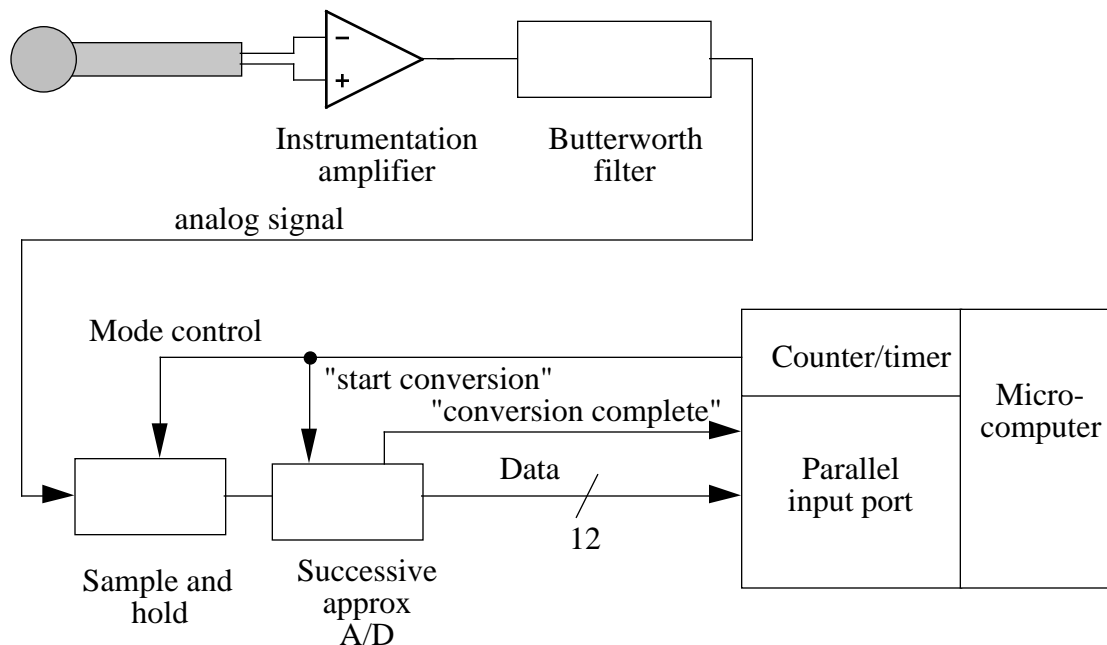 −
+
Instrumentation
amplifier
Butterworth
filter
analog signal
Mode control
"start conversion"
"conversion complete"
Counter/timer
Micro-
computer
Parallel
input port
Data
12
Sample and
hold
Successive
approx
A/D